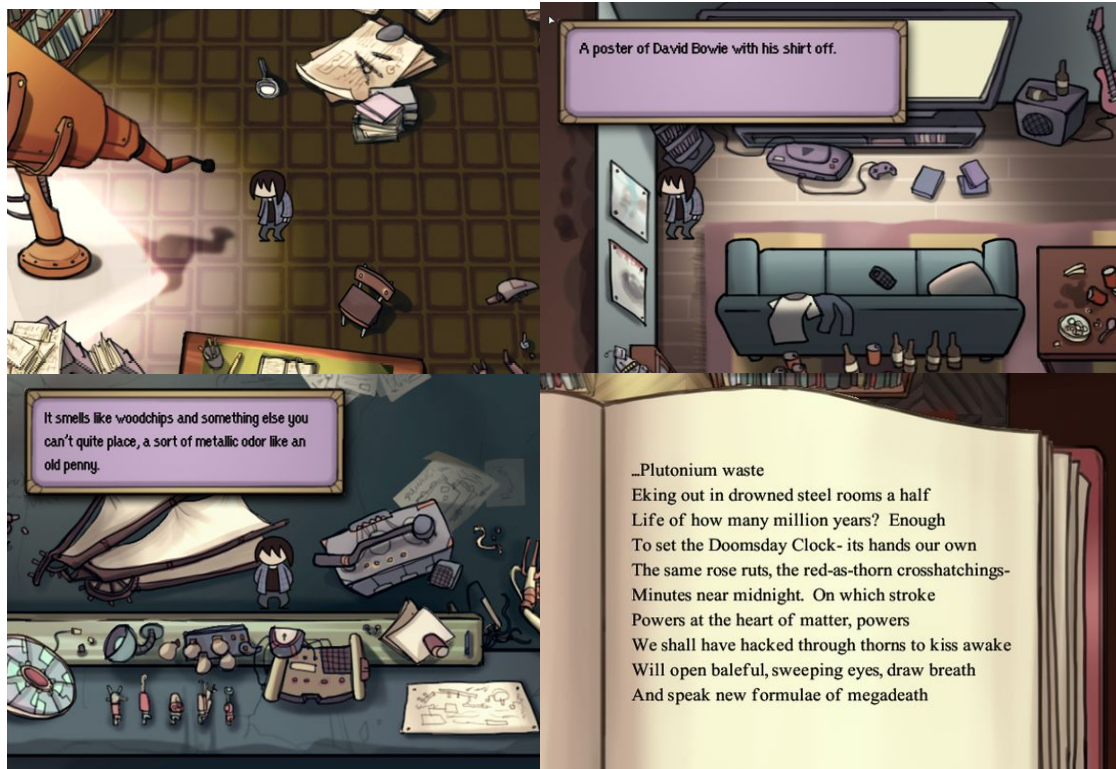 A poster of David Bowie with his shirt off.
It smells like woodchips and something else you
can't quite place, a sort of metallic odor like an
old penny.
...Plutonium waste
Eking out in drowned steel rooms a half
Life of how many million years? Enough
To set the Doomsday Clock- its hands our own
The same rose ruts, the red-as-thorn crosshatchings-
Minutes near midnight. On which stroke
Powers at the heart of matter, powers
We shall have hacked through thorns to kiss awake
Will open baleful, sweeping eyes, draw breath
And speak new formulae of megadeath